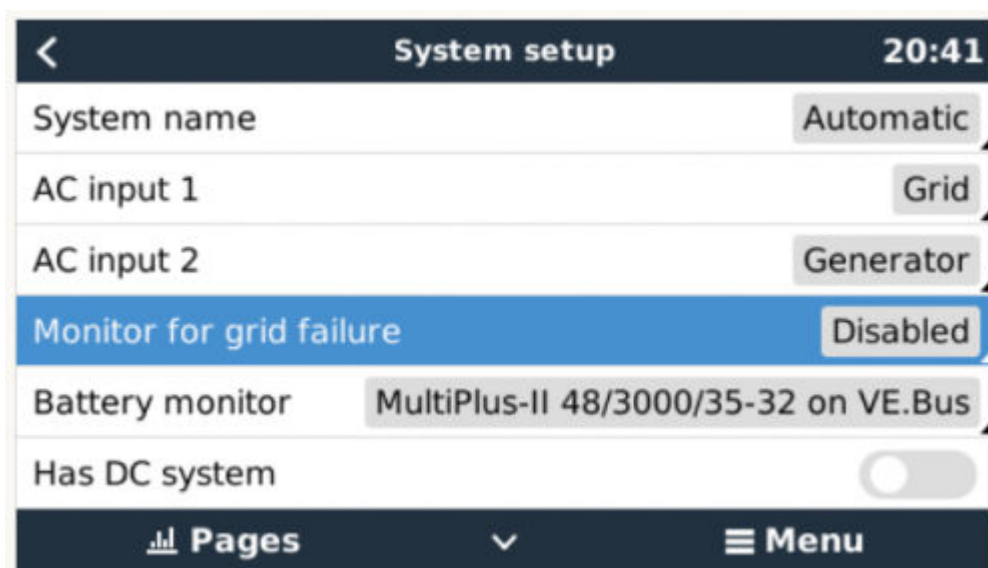 System setup 20:41
System name Automatic
AC input 1 Grid
AC input 2 Generator
Monitor for grid failure Disabled
Battery monitor MultiPlus-II 48/3000/35-32 on VE.Bus
Has DC system
Pages Menu